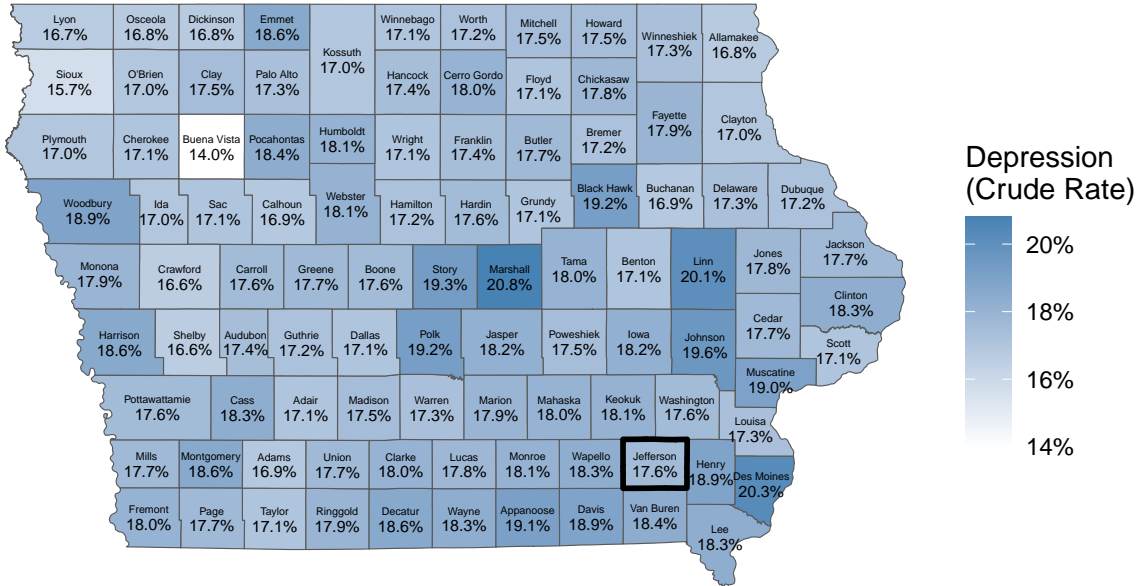 Lyon
16.7%
Osceola
16.8%
Dickinson
16.8%
Emmet
18.6%
Winnebago
17.1%
Worth
17.2%
Mitchell
17.5%
Howard
17.5%
Winneshiek
17.3%
Allamakee
16.8%
Kossuth
17.0%
Sioux
15.7%
O'Brien
17.0%
Clay
17.5%
Palo Alto
17.3%
Hancock
17.4%
Cerro Gordo
18.0%
Floyd
17.1%
Chickasaw
17.8%
Fayette
17.9%
Clayton
17.0%
Plymouth
17.0%
Cherokee
17.1%
Buena Vista
14.0%
Pocahontas
18.4%
Humboldt
18.1%
Wright
17.1%
Franklin
17.4%
Butler
17.7%
Bremer
17.2%
Woodbury
18.9%
Ida
17.0%
Sac
17.1%
Calhoun
16.9%
Webster
18.1%
Hamilton
17.2%
Hardin
17.6%
Grundy
17.1%
Black Hawk
19.2%
Buchanan
16.9%
Delaware
17.3%
Dubuque
17.2%
Monona
17.9%
Crawford
16.6%
Carroll
17.6%
Greene
17.7%
Boone
17.6%
Story
19.3%
Marshall
20.8%
Tama
18.0%
Benton
17.1%
Linn
20.1%
Jones
17.8%
Jackson
17.7%
Clinton
18.3%
Harrison
18.6%
Shelby
16.6%
Audubon
17.4%
Guthrie
17.2%
Dallas
17.1%
Polk
19.2%
Jasper
18.2%
Poweshiek
17.5%
Iowa
18.2%
Johnson
19.6%
Cedar
17.7%
Scott
17.1%
Muscatine
19.0%
Pottawattamie
17.6%
Cass
18.3%
Adair
17.1%
Madison
17.5%
Warren
17.3%
Marion
17.9%
Mahaska
18.0%
Keokuk
18.1%
Washington
17.6%
Louisa
17.3%
Mills
17.7%
Montgomery
18.6%
Adams
16.9%
Union
17.7%
Clarke
18.0%
Lucas
17.8%
Monroe
18.1%
Wapello
18.3%
Jefferson
17.6%
Henry
18.9%
Des Moines
20.3%
Fremont
18.0%
Page
17.7%
Taylor
17.1%
Ringgold
17.9%
Decatur
18.6%
Wayne
18.3%
Appanoose
19.1%
Davis
18.9%
Van Buren
18.4%
Lee
18.3%
Depression
(Crude Rate)
20%
18%
16%
14%